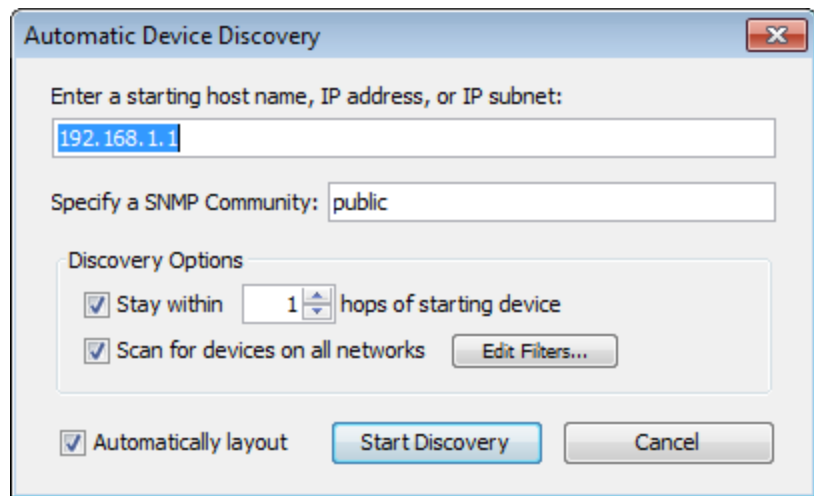 Automatic Device Discovery
Enter a starting host name, IP address, or IP subnet:
192.168.1.1
Specify a SNMP Community: public
Discovery Options
Stay within 1 hops of starting device
Scan for devices on all networks Edit Filters...
Automatically layout Start Discovery Cancel